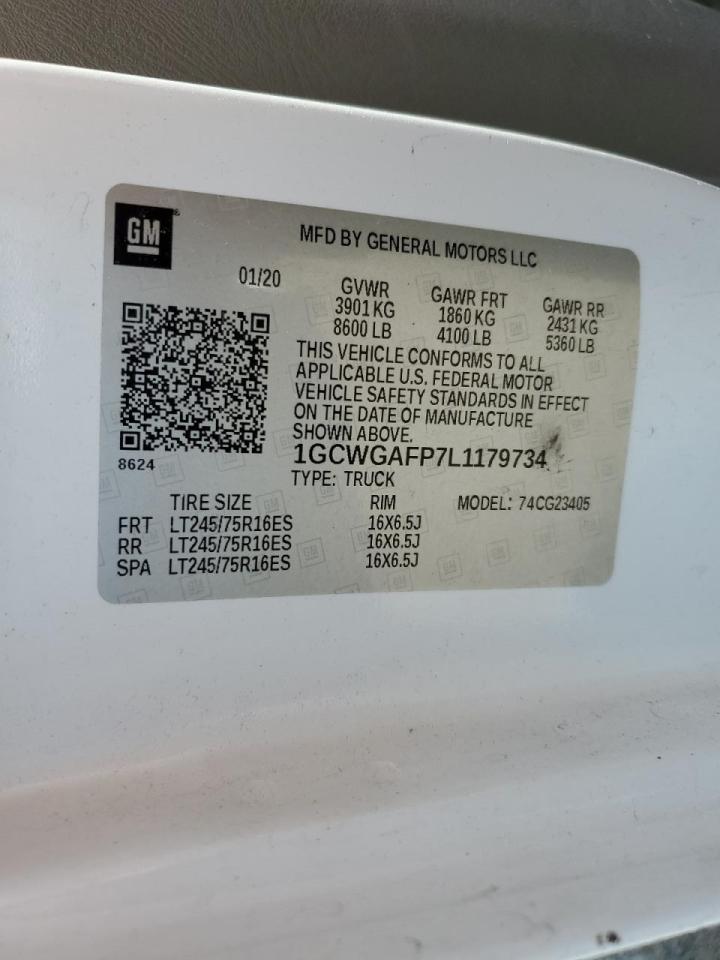 GM
MFD BY GENERAL MOTORS LLC
01/20
GVWR GAWR FRT GAWR RR
3901 KG 1860 KG 2431 KG
8600 LB 4100 LB 5360 LB
THIS VEHICLE CONFORMS TO ALL
APPLICABLE U.S. FEDERAL MOTOR
VEHICLE SAFETY STANDARDS IN EFFECT
ON THE DATE OF MANUFACTURE
SHOWN ABOVE.
8624
1GCWGAFP7L1179734
TYPE: TRUCK
TIRE SIZE RIM MODEL: 74CG23405
FRT LT245/75R16ES 16X6.5J
RR LT245/75R16ES 16X6.5J
SPA LT245/75R16ES 16X6.5J